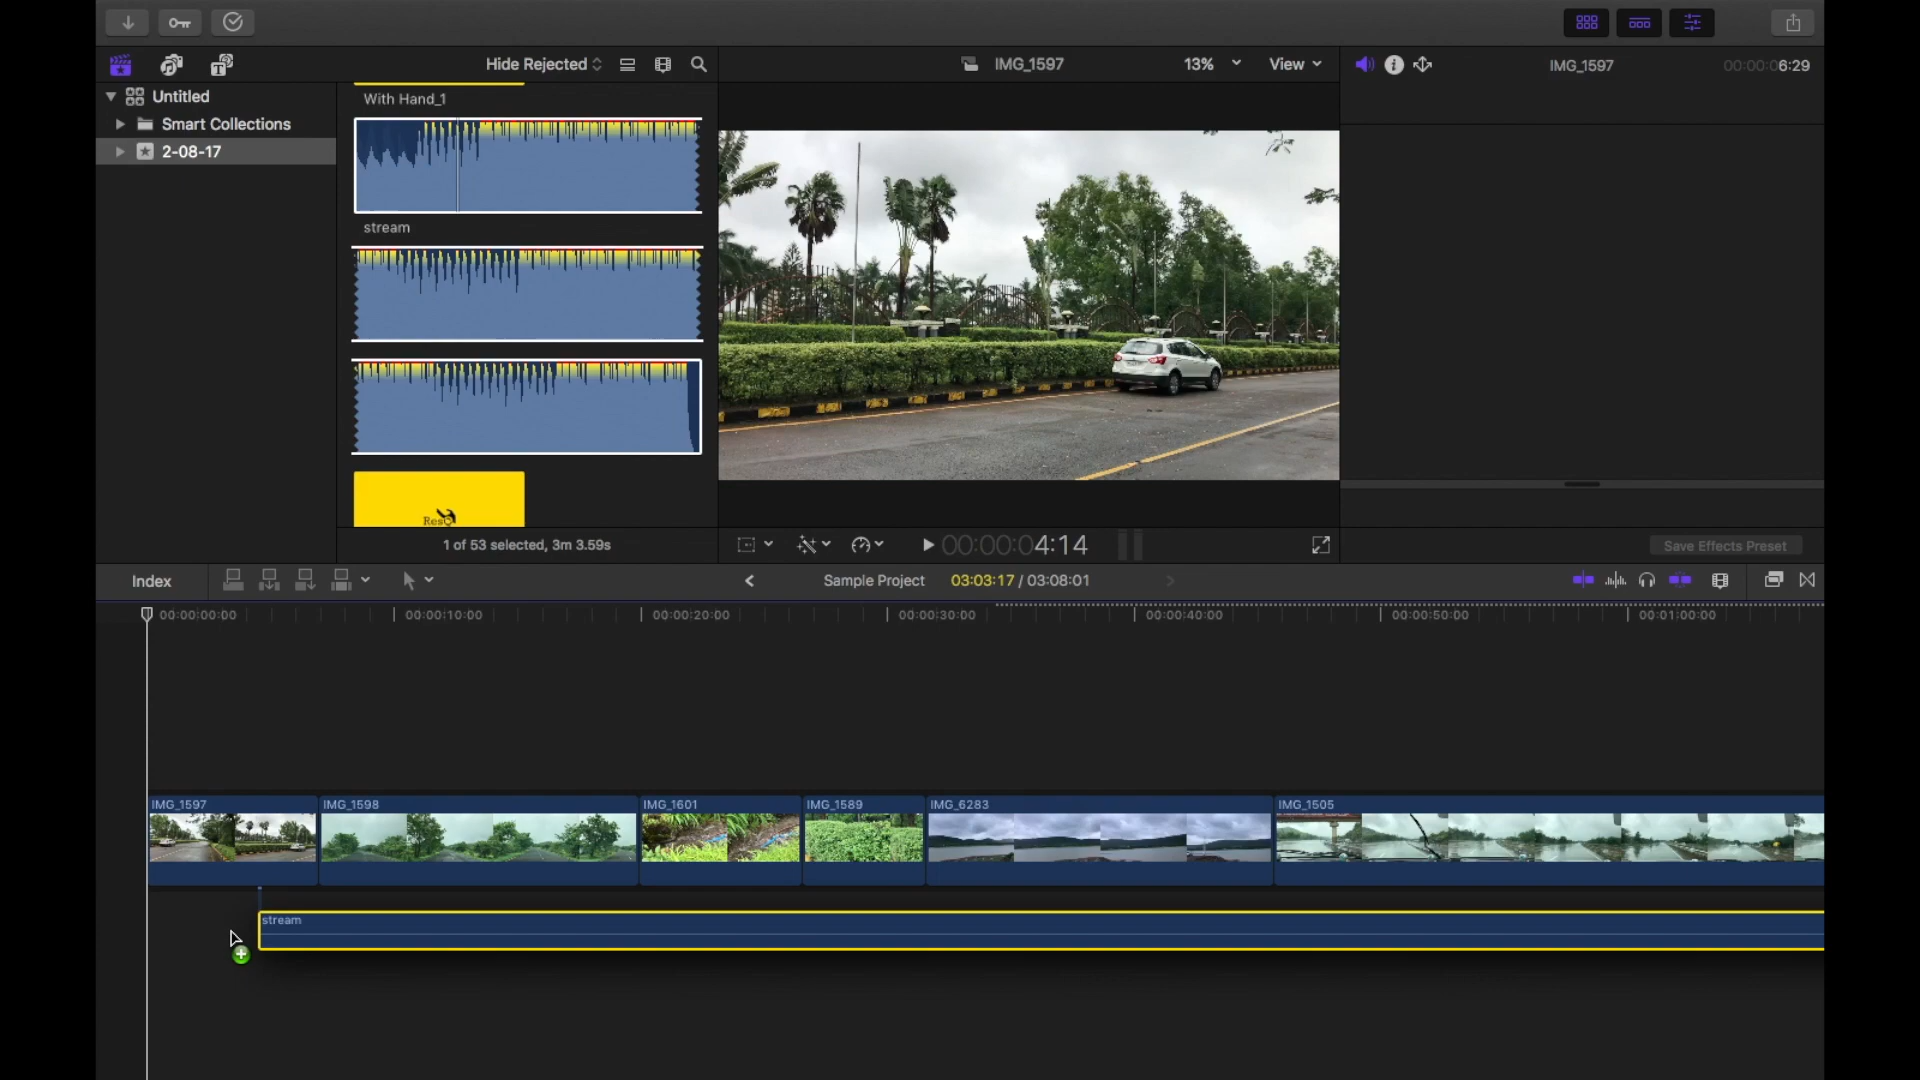 Hide Rejected
IMG_1597
13%
View
IMG_1597
00:00:06:29
Untitled
Smart Collections
2-08-17
With Hand_1
stream
ResQ
1 of 53 selected, 3m 3.59s
00:00:04:14
Save Effects Preset
Index
Sample Project
03:03:17 / 03:08:01
00:00:00:00
00:00:10:00
00:00:20:00
00:00:30:00
00:00:40:00
00:00:50:00
00:01:00:00
IMG_1597
IMG_1598
IMG_1601
IMG_1589
IMG_6283
IMG_1505
stream